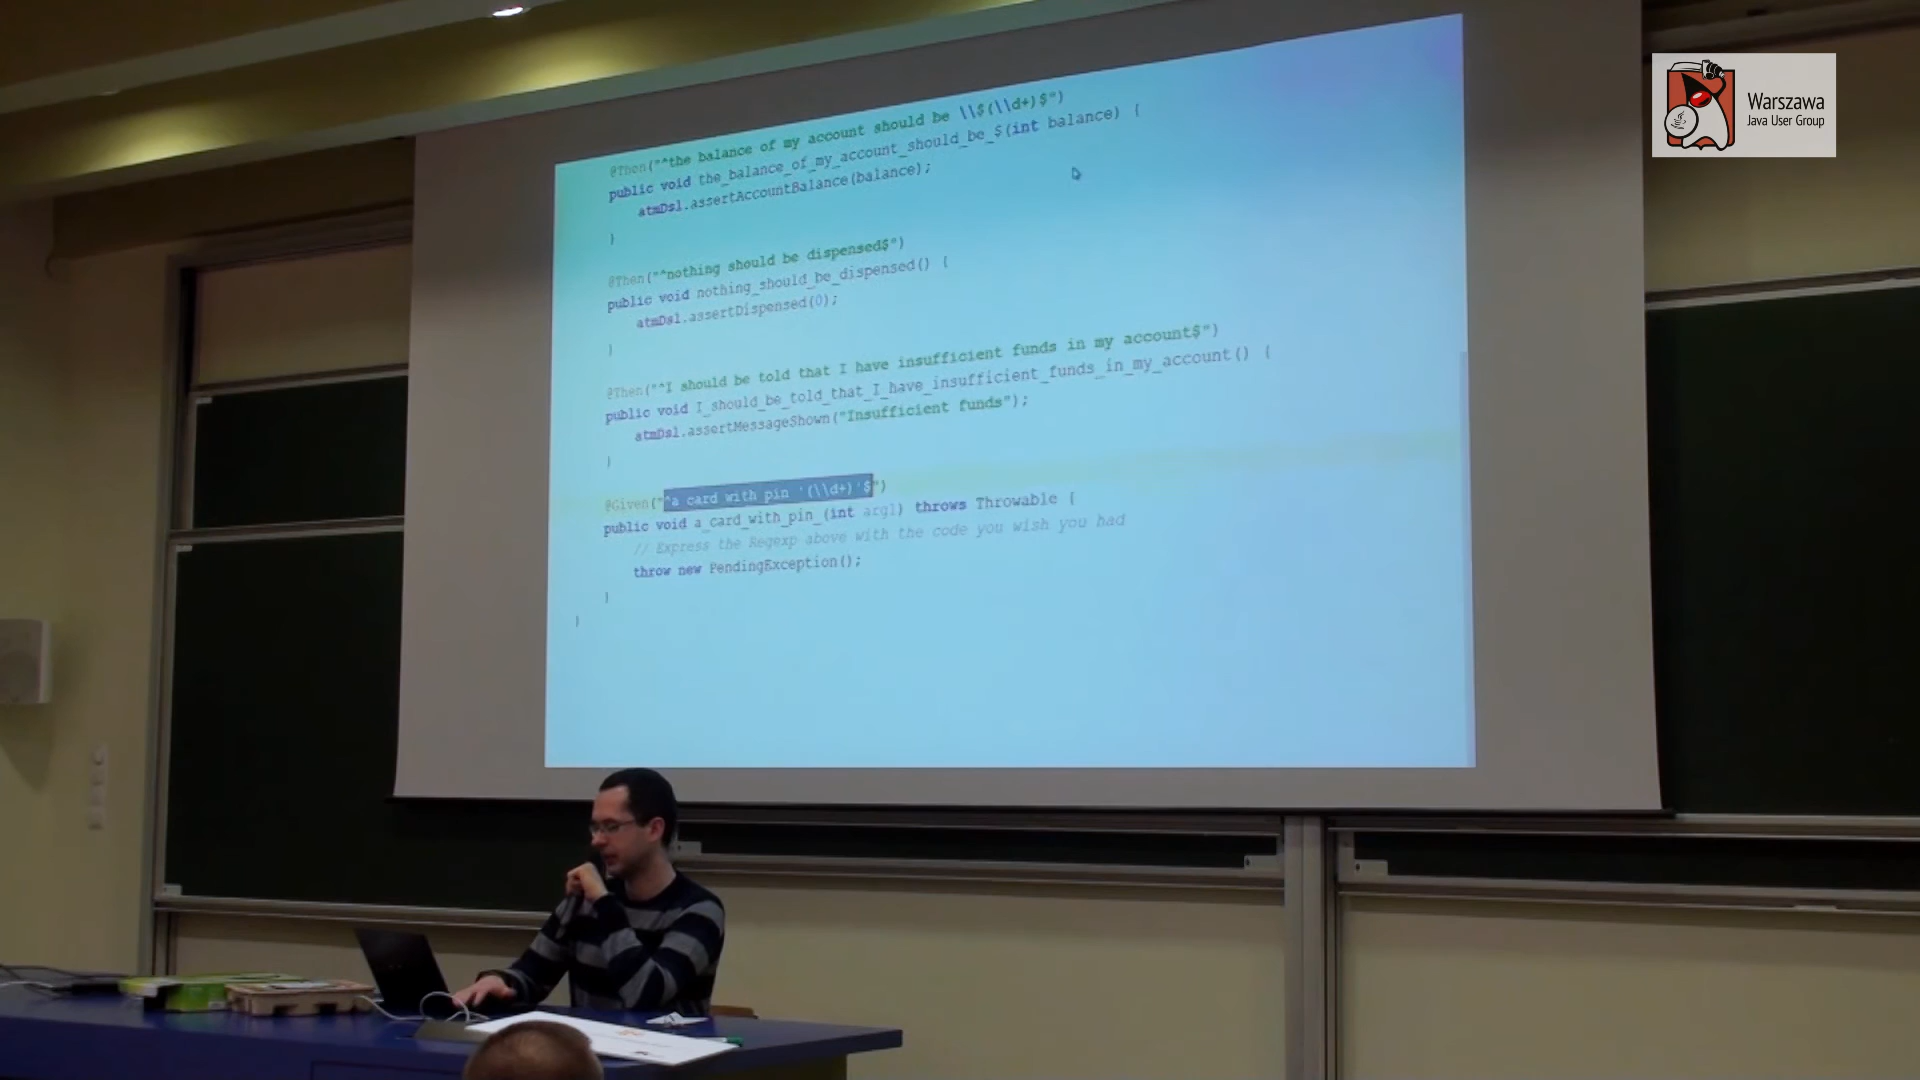 @Then("^the balance of my account should be \\$(\\d+)$")
public void the_balance_of_my_account_should_be_$(int balance) {
atmDsl.assertAccountBalance(balance);
}
@Then("^nothing should be dispensed$")
public void nothing_should_be_dispensed() {
atmDsl.assertDispensed(0);
}
@Then("^I should be told that I have insufficient funds in my account$")
public void I_should_be_told_that_I_have_insufficient_funds_in_my_account() {
atmDsl.assertMessageShown("Insufficient funds");
}
@Given("^a card with pin '(\\d+)'$")
public void a_card_with_pin_(int arg1) throws Throwable {
// Express the Regexp above with the code you wish you had
throw new PendingException();
}
}
Warszawa
Java User Group